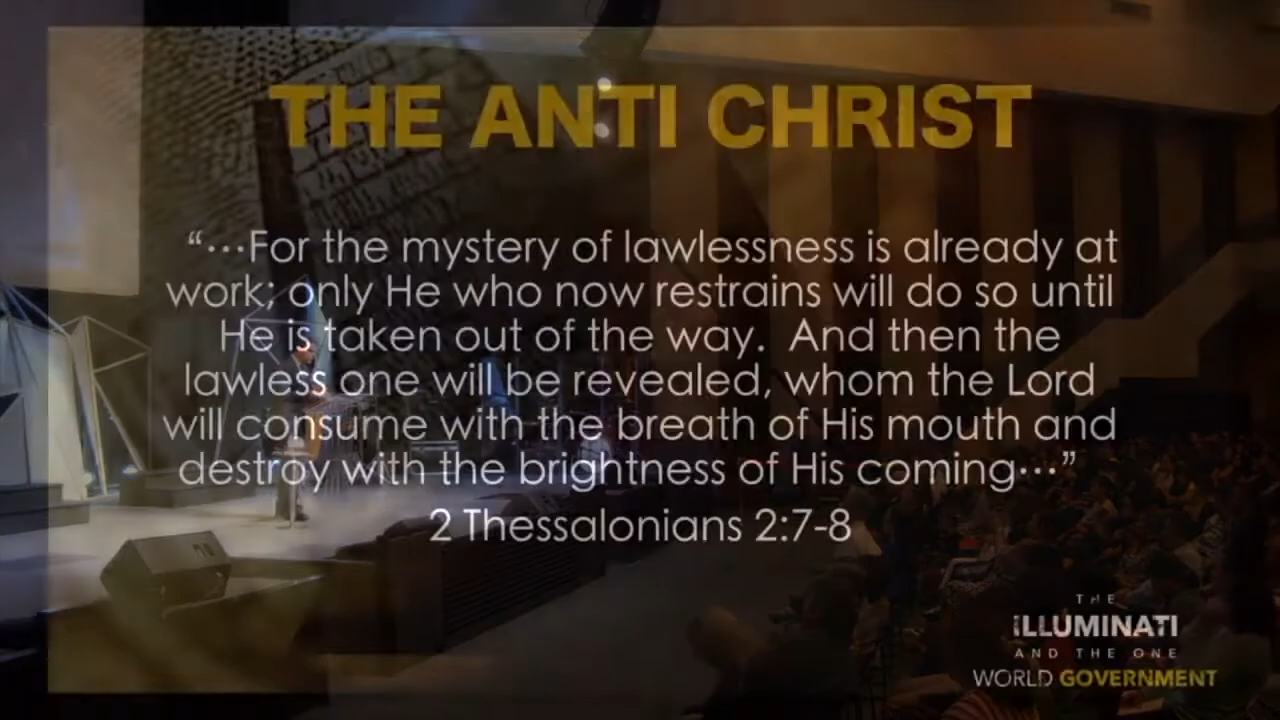 THE ANTI CHRIST
“…For the mystery of lawlessness is already at
work; only He who now restrains will do so until
He is taken out of the way.  And then the
lawless one will be revealed, whom the Lord
will consume with the breath of His mouth and
destroy with the brightness of His coming…”
2 Thessalonians 2:7-8
THE
ILLUMINATI
AND THE ONE
WORLD GOVERNMENT